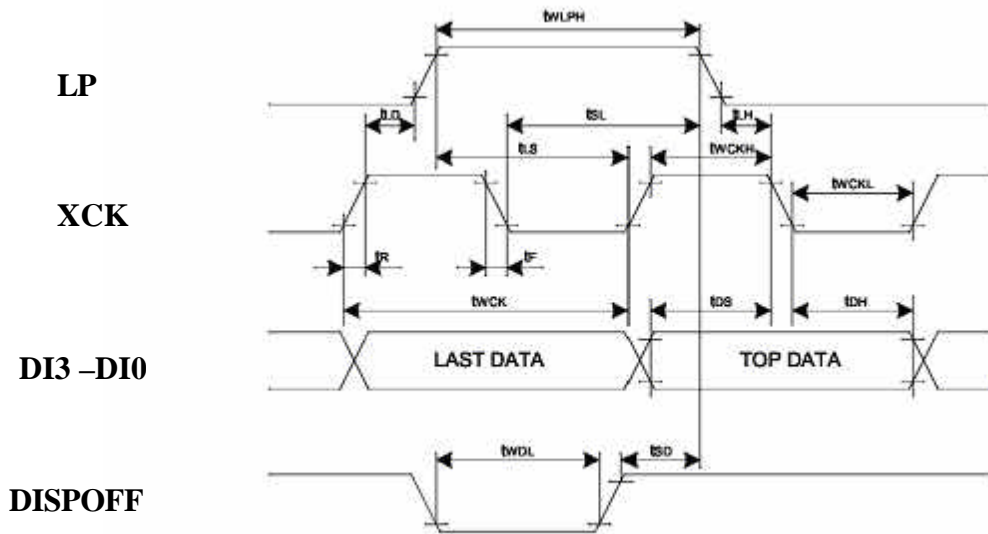 tWLPH
LP
tLD
tSL
tLH
tLS
tWCKH
XCK
tWCKL
tR
tF
tWCK
tDS
tDH
DI3 –DI0
LAST DATA
TOP DATA
tWDL
tSD
DISPOFF